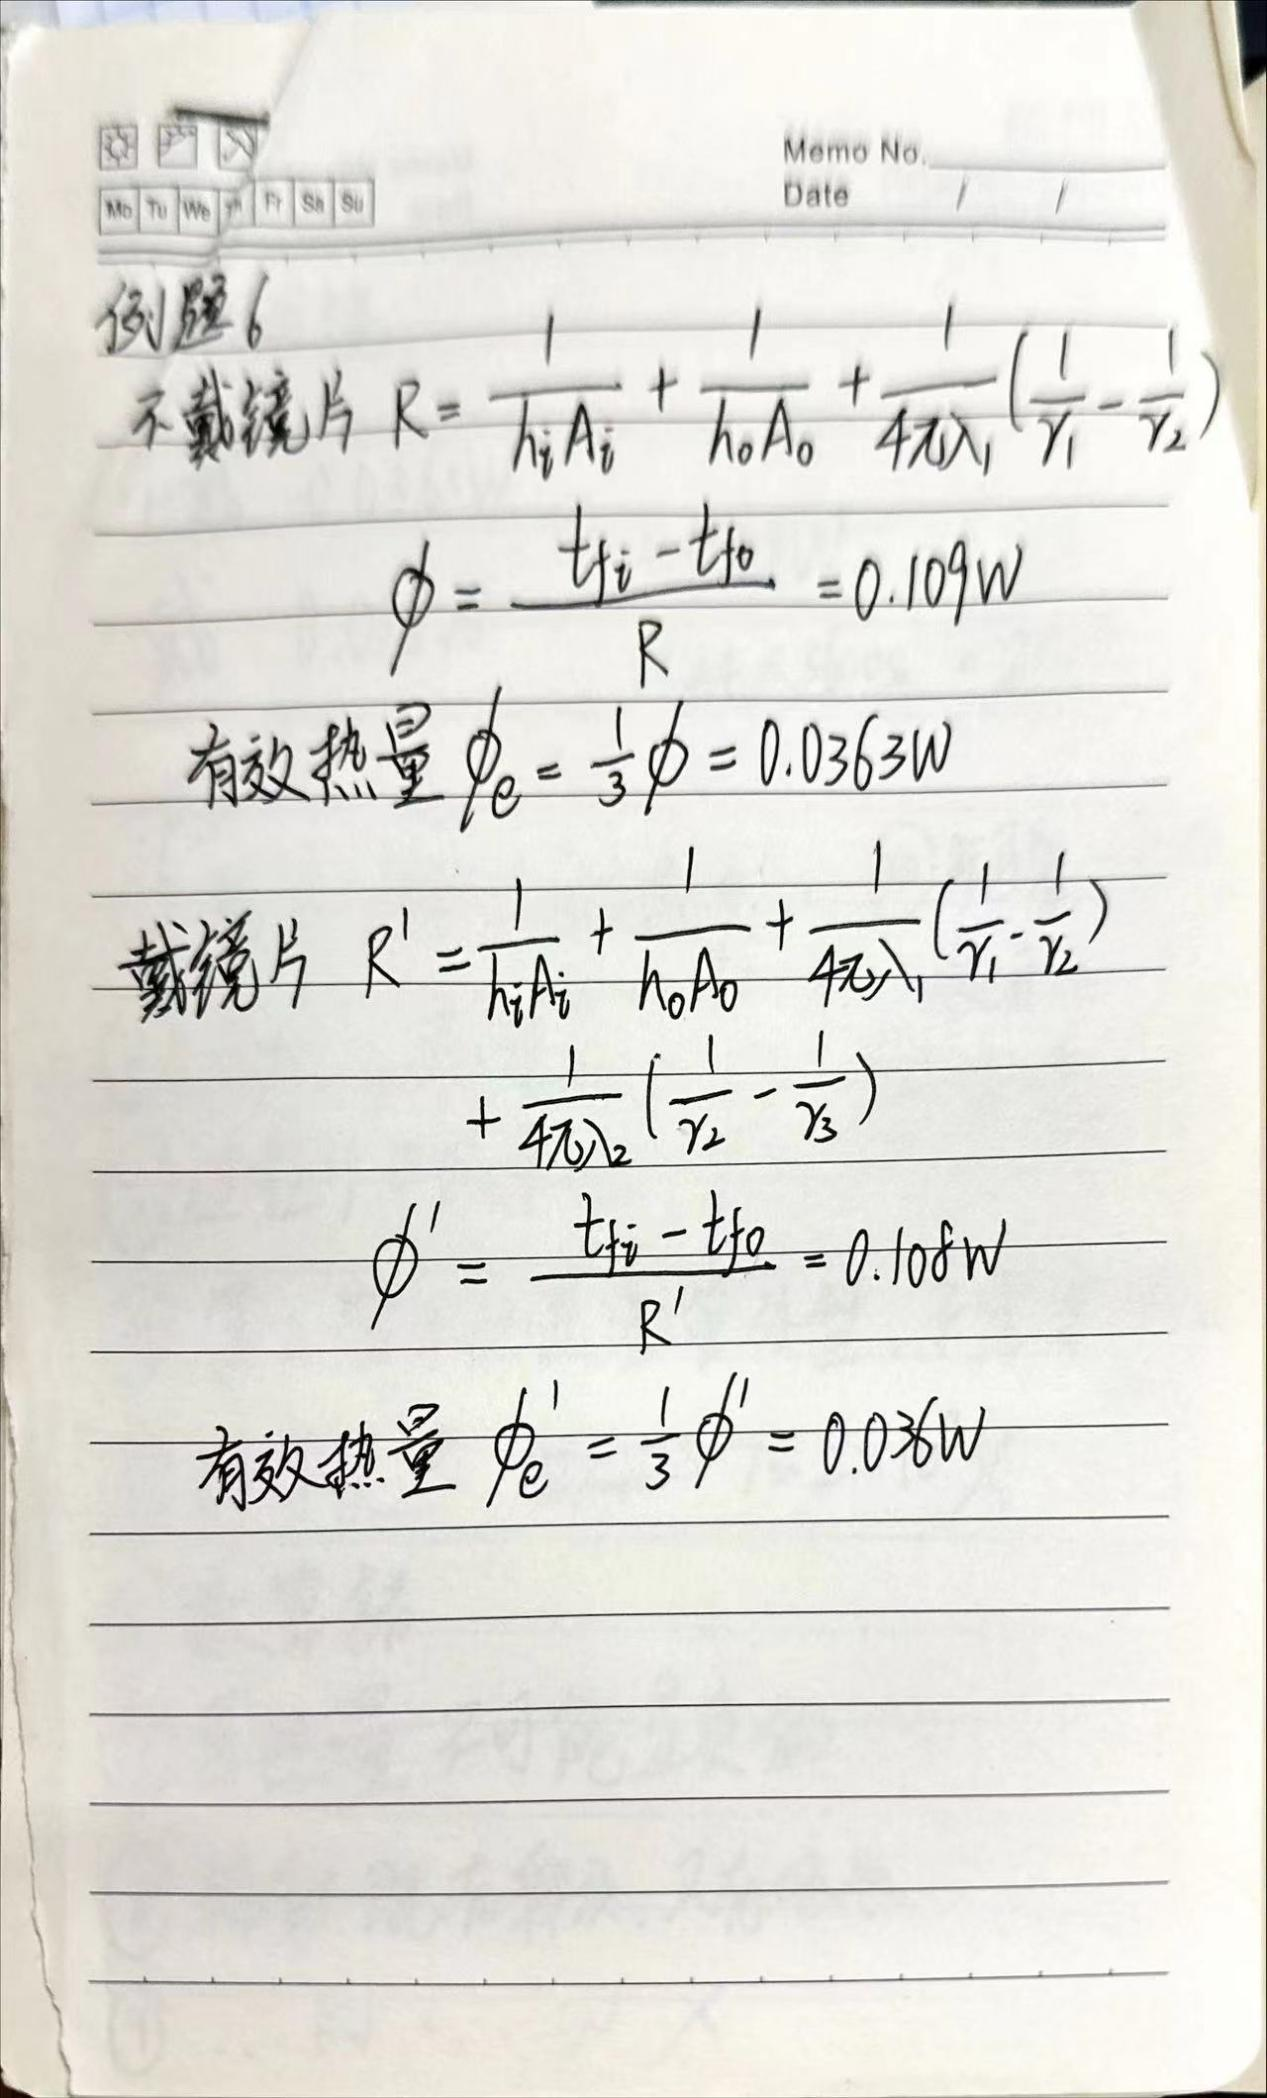 Memo No.
Mo Tu We Th Fr Sa Su
Date / /
例题6
不戴镜片 R = 1/(hᵢAᵢ) + 1/(h₀A₀) + 1/(4πλ₁) (1/r₁ - 1/r₂)
ϕ = (t_fi - t_fo)/R = 0.109W
有效热量 ϕe = 1/3 ϕ = 0.0363W
戴镜片 R' = 1/(hᵢAᵢ) + 1/(h₀A₀) + 1/(4πλ₁) (1/r₁ - 1/r₂)
+ 1/(4πλ₂) (1/r₂ - 1/r₃)
ϕ' = (t_fi - t_fo)/R' = 0.108W
有效热量 ϕe' = 1/3 ϕ' = 0.036W